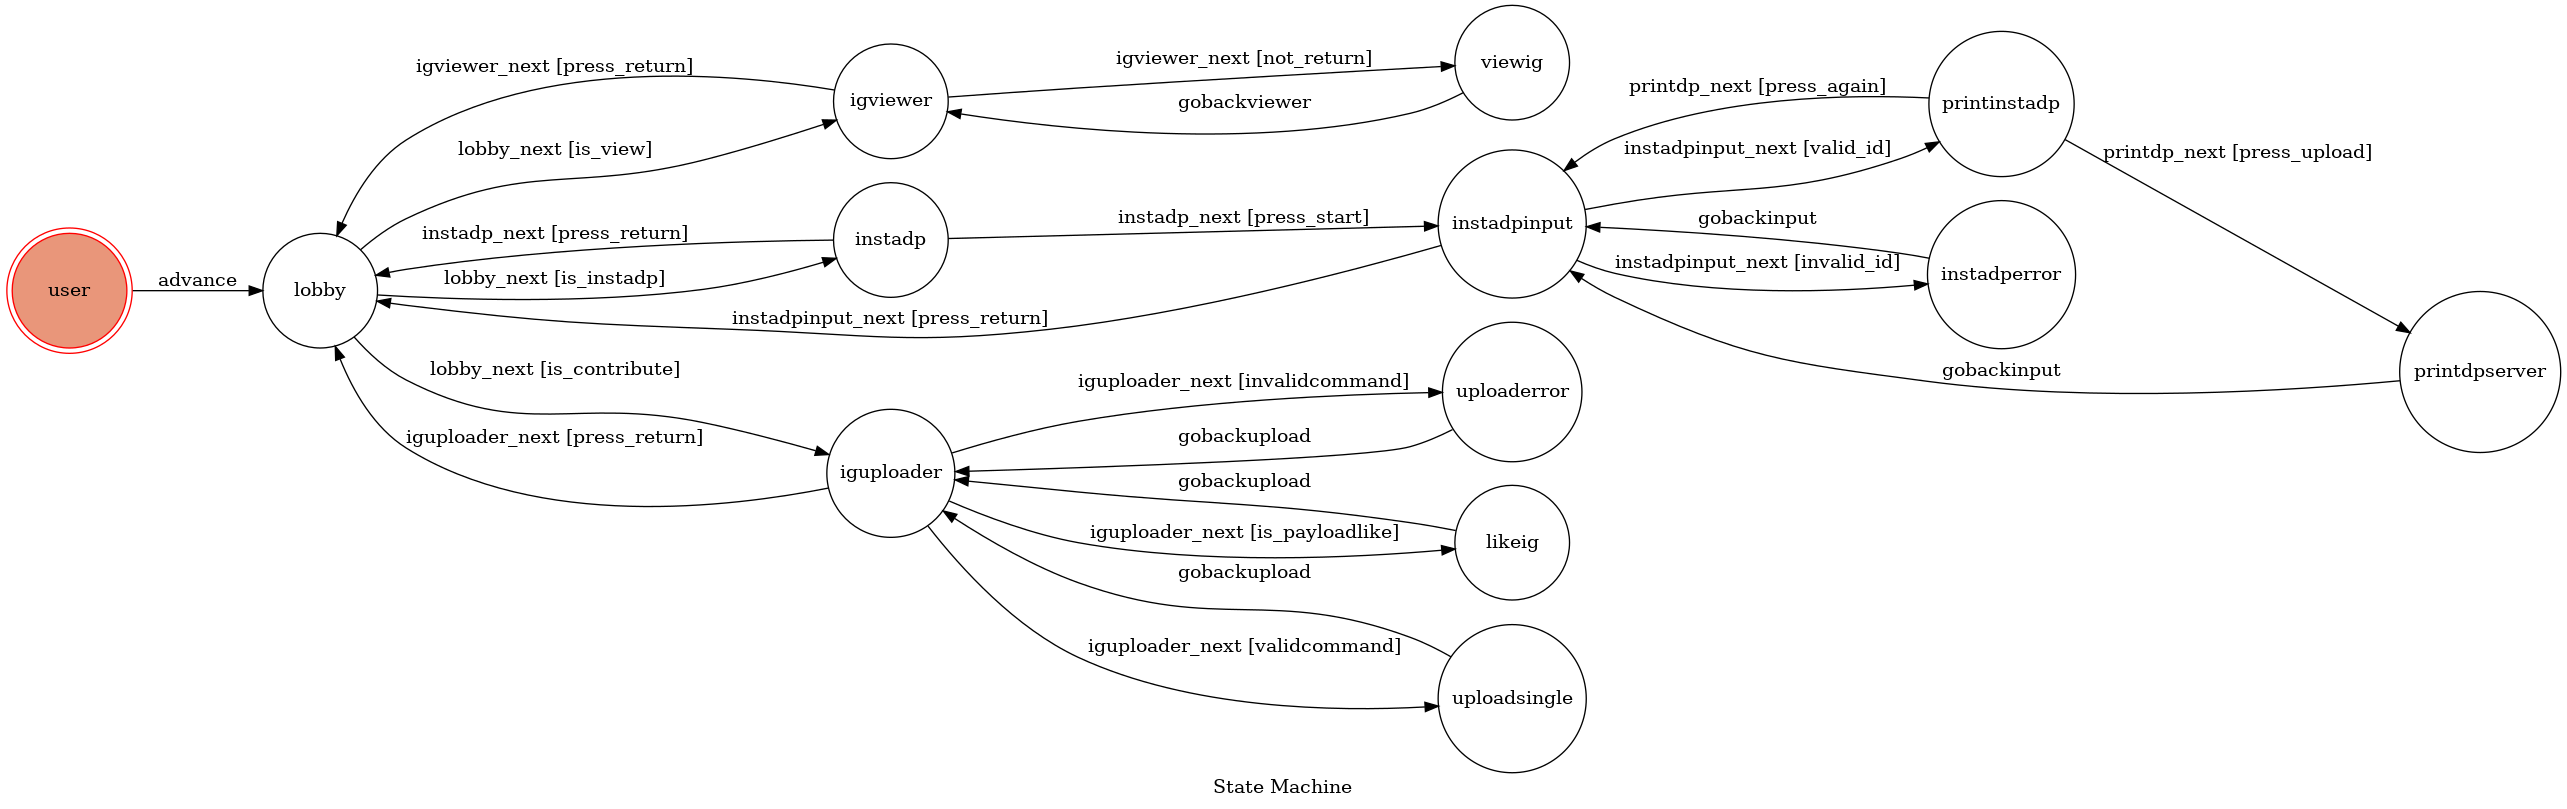 user
advance
lobby
igviewer_next [press_return]
lobby_next [is_view]
instadp_next [press_return]
lobby_next [is_instadp]
instadpinput_next [press_return]
lobby_next [is_contribute]
iguploader_next [press_return]
igviewer
instadp
iguploader
igviewer_next [not_return]
gobackviewer
instadp_next [press_start]
iguploader_next [invalidcommand]
gobackupload
gobackupload
iguploader_next [is_payloadlike]
gobackupload
iguploader_next [validcommand]
viewig
instadpinput
uploaderror
likeig
uploadsingle
printdp_next [press_again]
instadpinput_next [valid_id]
gobackinput
instadpinput_next [invalid_id]
printinstadp
instadperror
printdp_next [press_upload]
gobackinput
printdpserver
State Machine